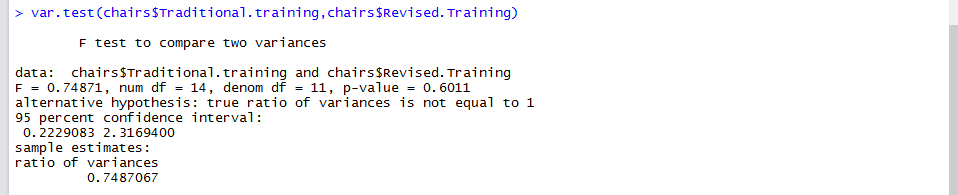 > var.test(chairs$Traditional.training,chairs$Revised.Training)
F test to compare two variances
data:  chairs$Traditional.training and chairs$Revised.Training
F = 0.74871, num df = 14, denom df = 11, p-value = 0.6011
alternative hypothesis: true ratio of variances is not equal to 1
95 percent confidence interval:
0.2229083 2.3169400
sample estimates:
ratio of variances
0.7487067